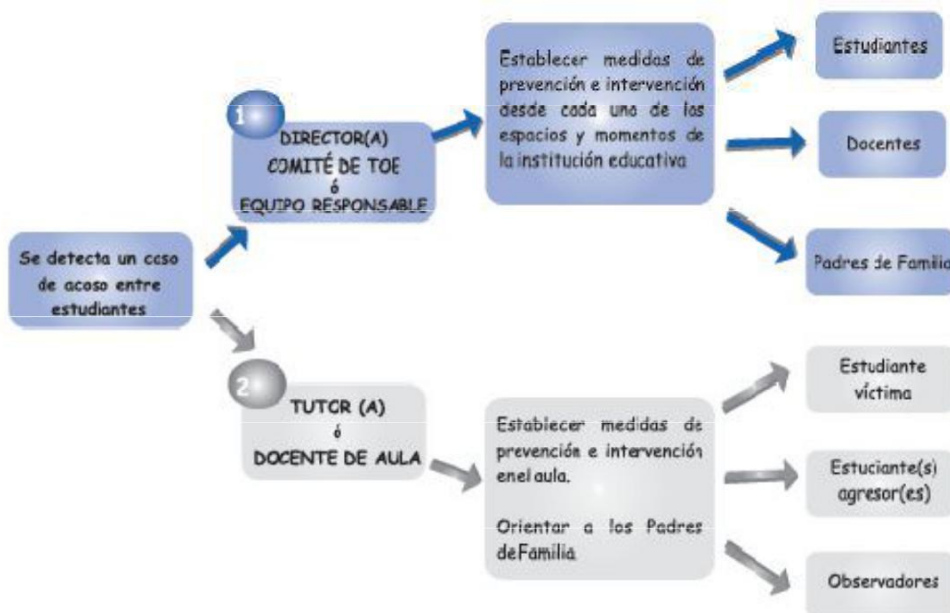 Se detecta un caso
de acoso entre
estudiantes
1
DIRECTOR(A)
COMITÉ DE TOE
ó
EQUIPO RESPONSABLE
Establecer medidas de
prevención e intervención
desde cada uno de los
espacios y momentos de
la institución educativa
Estudiantes
Docentes
Padres de Familia
2
TUTOR (A)
ó
DOCENTE DE AULA
Establecer medidas de
prevención e intervención
enel aula.
Orientar a los Padres
deFamilia
Estudiante
víctima
Estudiante(s)
agresor(es)
Observadores